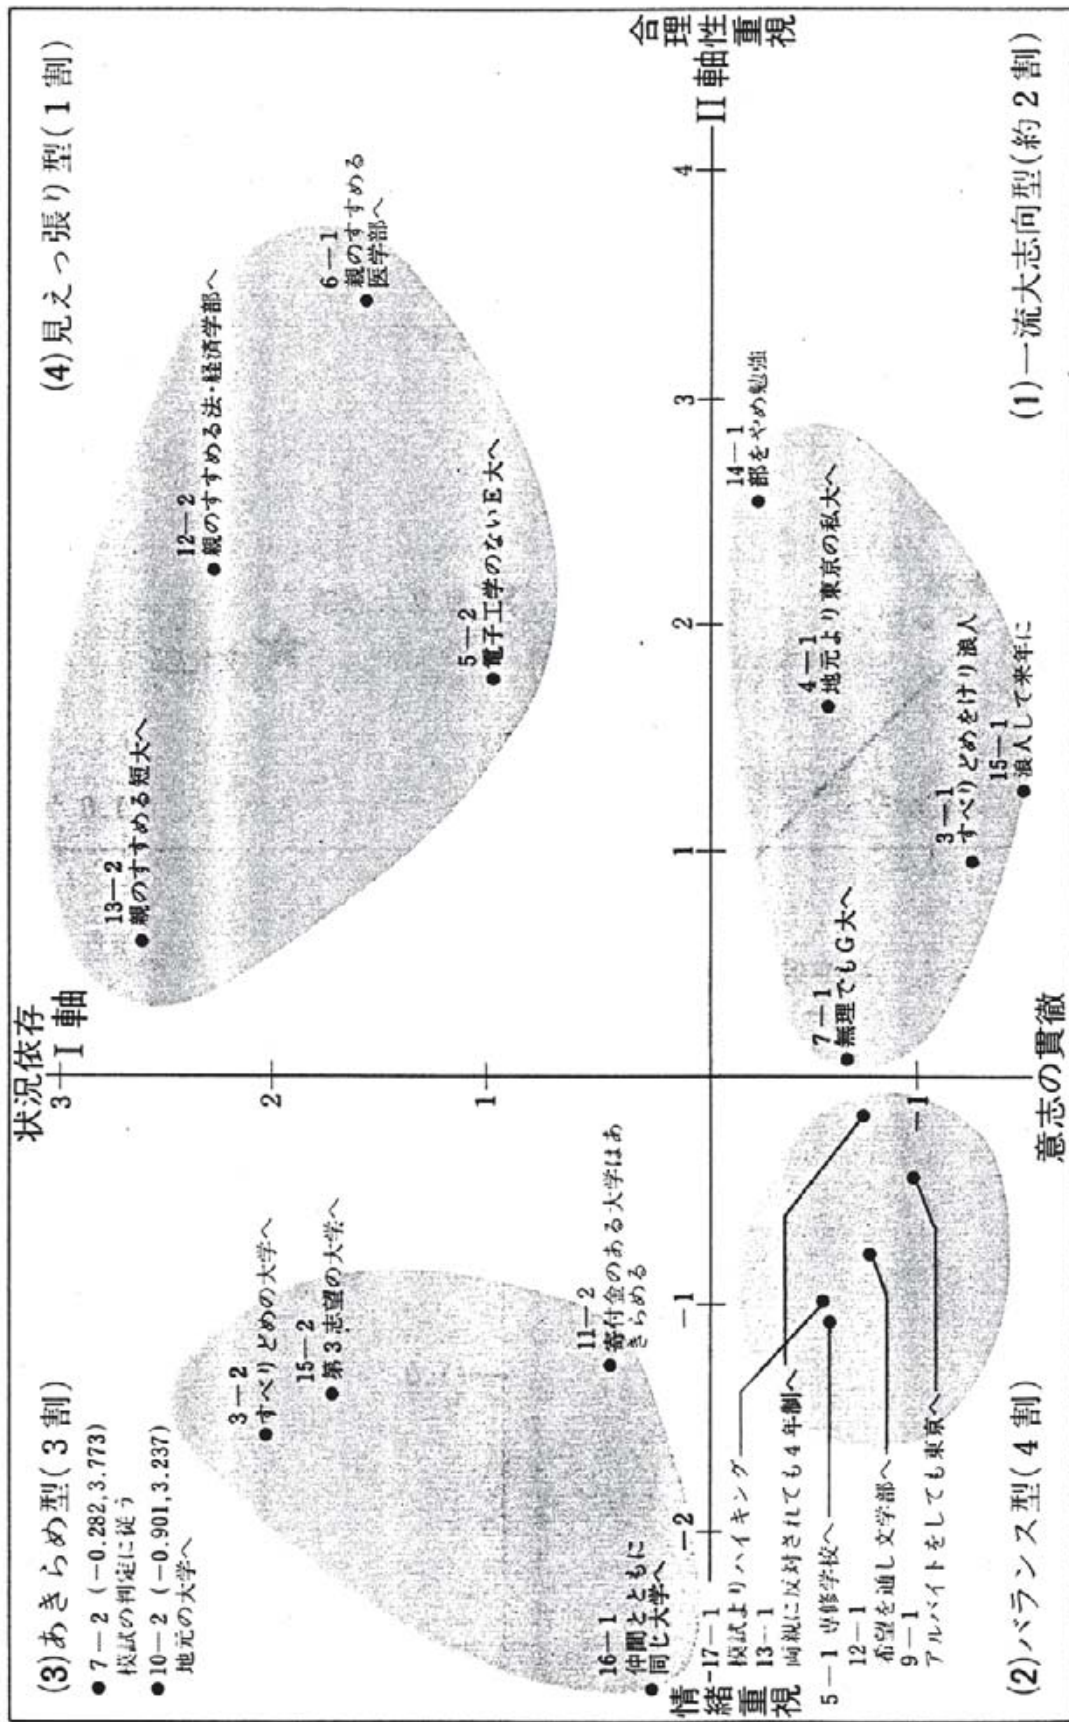 (3)あきらめ型(3割)
● 7―2 (−0.282,3.773)
模試の判定に従う
● 10―2 (−0.901,3.237)
地元の大学へ
3―2
●すべりどめの大学へ
15―2
●第3志望の大学へ
11―2
●寄付金のある大学はあ
きらめる
16―1
仲間とともに
●同じ大学へ
状況依存
I 軸
3
2
1
−1
意志の貫徹
(4)見えっ張り型(1割)
13―2
●親のすすめる短大へ
12―2
●親のすすめる法・経済学部へ
6―1
親のすすめる
●医学部へ
5―2
●電子工学のないE大へ
情緒重視
−2
−1
1
2
3
4
II 軸
合理性重視
17―1
模試よりハイキング
13―1
両親に反対されても4年制へ
5―1 専修学校へ
12―1
希望を通し文学部へ
9―1
アルバイトをしても東京へ
(2)バランス型(4割)
14―1
●部をやめ勉強
4―1
●地元より東京の私大へ
7―1
●無理でもG大へ
3―1
●すべりどめをけり浪人
15―1
●浪人して来年に
(1)一流大志向型(約2割)